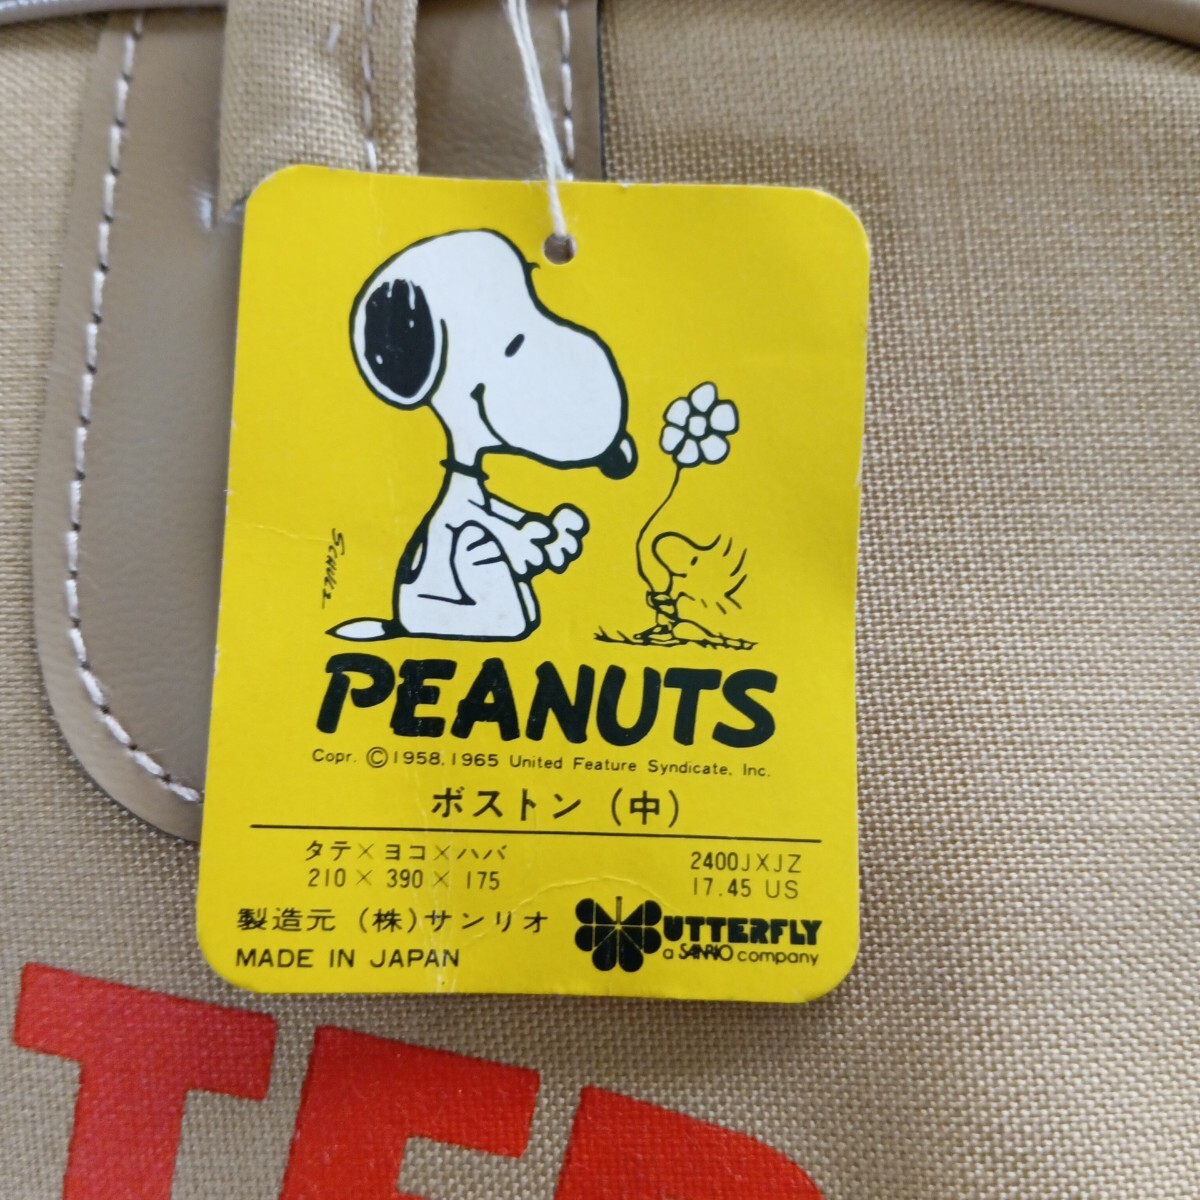 SCHULZ
PEANUTS
Copr. ©1958, 1965 United Feature Syndicate, Inc.
ボストン (中)
タテ×ヨコ×ハバ
210 × 390 × 175
2400JXJZ
17.45 US
製造元 (株)サンリオ
MADE IN JAPAN
BUTTERFLY
a SANRIO company
TER